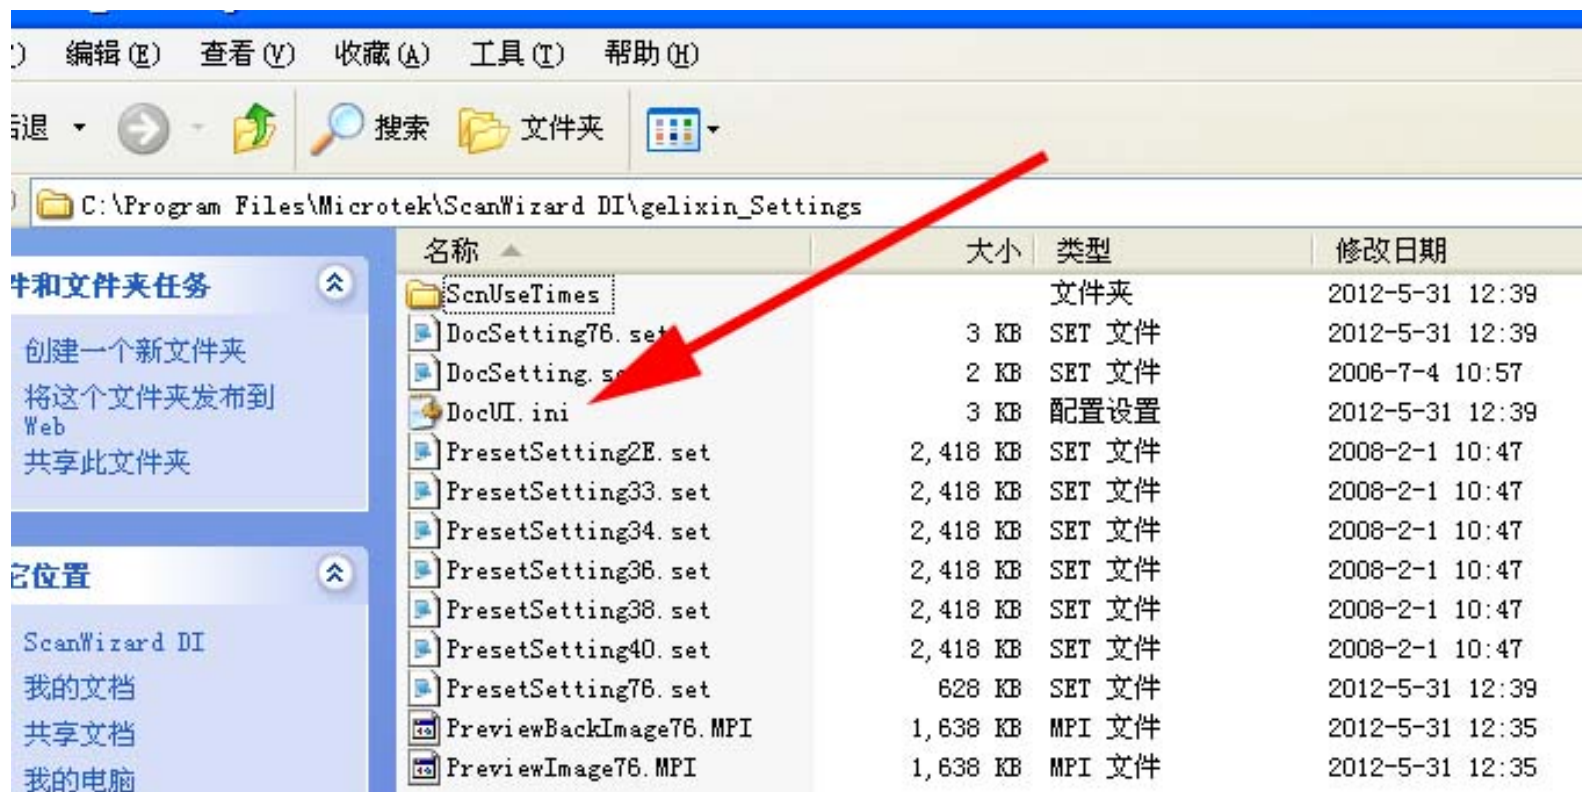 ) 编辑(E) 查看(V) 收藏(A) 工具(T) 帮助(H)
后退 搜索 文件夹
C:\Program Files\Microtek\ScanWizard DI\gelixin_Settings
名称 大小 类型 修改日期
件和文件夹任务
创建一个新文件夹
将这个文件夹发布到
Web
共享此文件夹
它位置
ScanWizard DI
我的文档
共享文档
我的电脑
ScnUseTimes 文件夹 2012-5-31 12:39
DocSetting76.set 3 KB SET 文件 2012-5-31 12:39
DocSetting.se 2 KB SET 文件 2006-7-4 10:57
DocUI.ini 3 KB 配置设置 2012-5-31 12:39
PresetSetting2E.set 2,418 KB SET 文件 2008-2-1 10:47
PresetSetting33.set 2,418 KB SET 文件 2008-2-1 10:47
PresetSetting34.set 2,418 KB SET 文件 2008-2-1 10:47
PresetSetting36.set 2,418 KB SET 文件 2008-2-1 10:47
PresetSetting38.set 2,418 KB SET 文件 2008-2-1 10:47
PresetSetting40.set 2,418 KB SET 文件 2008-2-1 10:47
PresetSetting76.set 628 KB SET 文件 2012-5-31 12:39
PreviewBackImage76.MPI 1,638 KB MPI 文件 2012-5-31 12:35
PreviewImage76.MPI 1,638 KB MPI 文件 2012-5-31 12:35